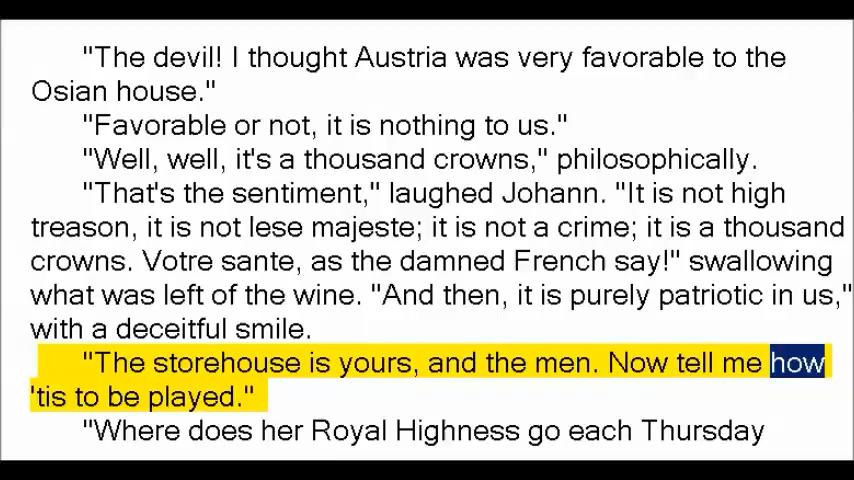 "The devil! I thought Austria was very favorable to the
Osian house."
"Favorable or not, it is nothing to us."
"Well, well, it's a thousand crowns," philosophically.
"That's the sentiment," laughed Johann. "It is not high
treason, it is not lese majeste; it is not a crime; it is a thousand
crowns. Votre sante, as the damned French say!" swallowing
what was left of the wine. "And then, it is purely patriotic in us,"
with a deceitful smile.
"The storehouse is yours, and the men. Now tell me how
'tis to be played."
"Where does her Royal Highness go each Thursday